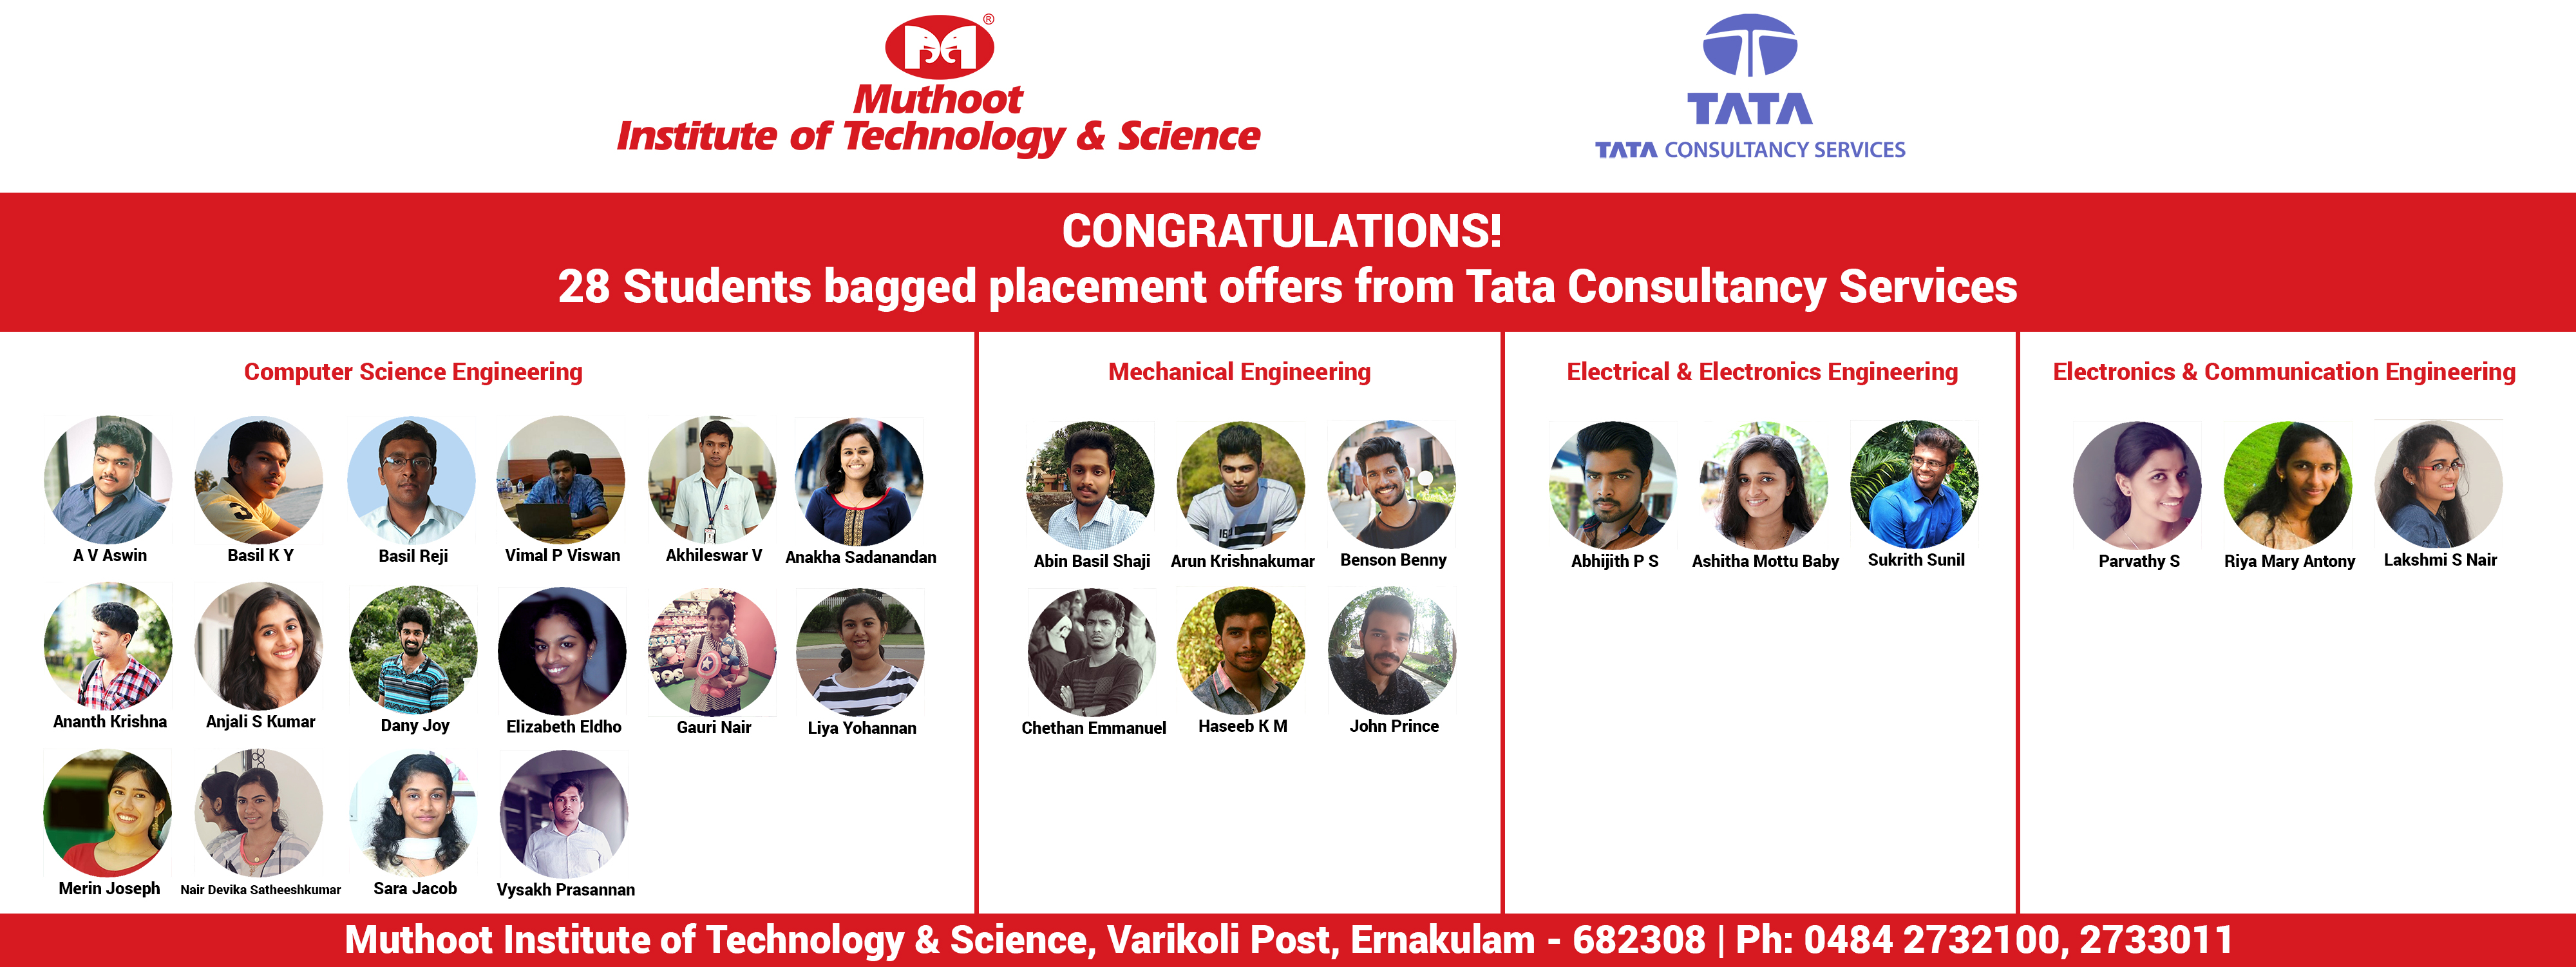 ®
Muthoot
Institute of Technology & Science
TATA
TATA CONSULTANCY SERVICES
CONGRATULATIONS!
28 Students bagged placement offers from Tata Consultancy Services
Computer Science Engineering
A V Aswin
Basil K Y
Basil Reji
Vimal P Viswan
Akhileswar V
Anakha Sadanandan
Ananth Krishna
Anjali S Kumar
Dany Joy
Elizabeth Eldho
Gauri Nair
Liya Yohannan
Merin Joseph
Nair Devika Satheeshkumar
Sara Jacob
Vysakh Prasannan
Mechanical Engineering
Abin Basil Shaji
Arun Krishnakumar
Benson Benny
Chethan Emmanuel
Haseeb K M
John Prince
Electrical & Electronics Engineering
Abhijith P S
Ashitha Mottu Baby
Sukrith Sunil
Electronics & Communication Engineering
Parvathy S
Riya Mary Antony
Lakshmi S Nair
Muthoot Institute of Technology & Science, Varikoli Post, Ernakulam - 682308 | Ph: 0484 2732100, 2733011